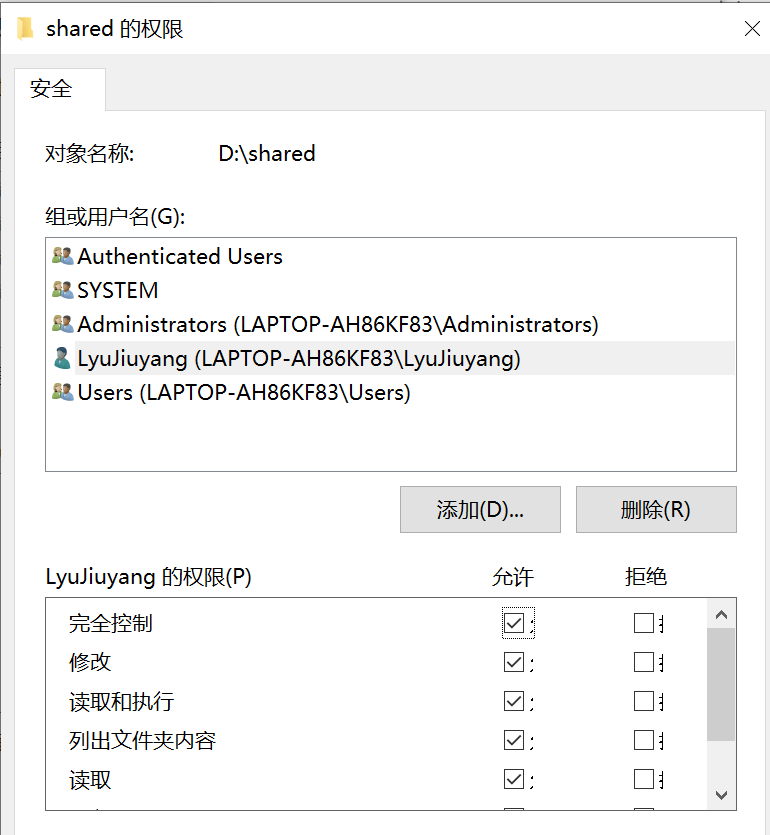 shared 的权限
安全
对象名称: D:\shared
组或用户名(G):
Authenticated Users
SYSTEM
Administrators (LAPTOP-AH86KF83\Administrators)
LyuJiuyang (LAPTOP-AH86KF83\LyuJiuyang)
Users (LAPTOP-AH86KF83\Users)
添加(D)... 删除(R)
LyuJiuyang 的权限(P) 允许 拒绝
完全控制
修改
读取和执行
列出文件夹内容
读取